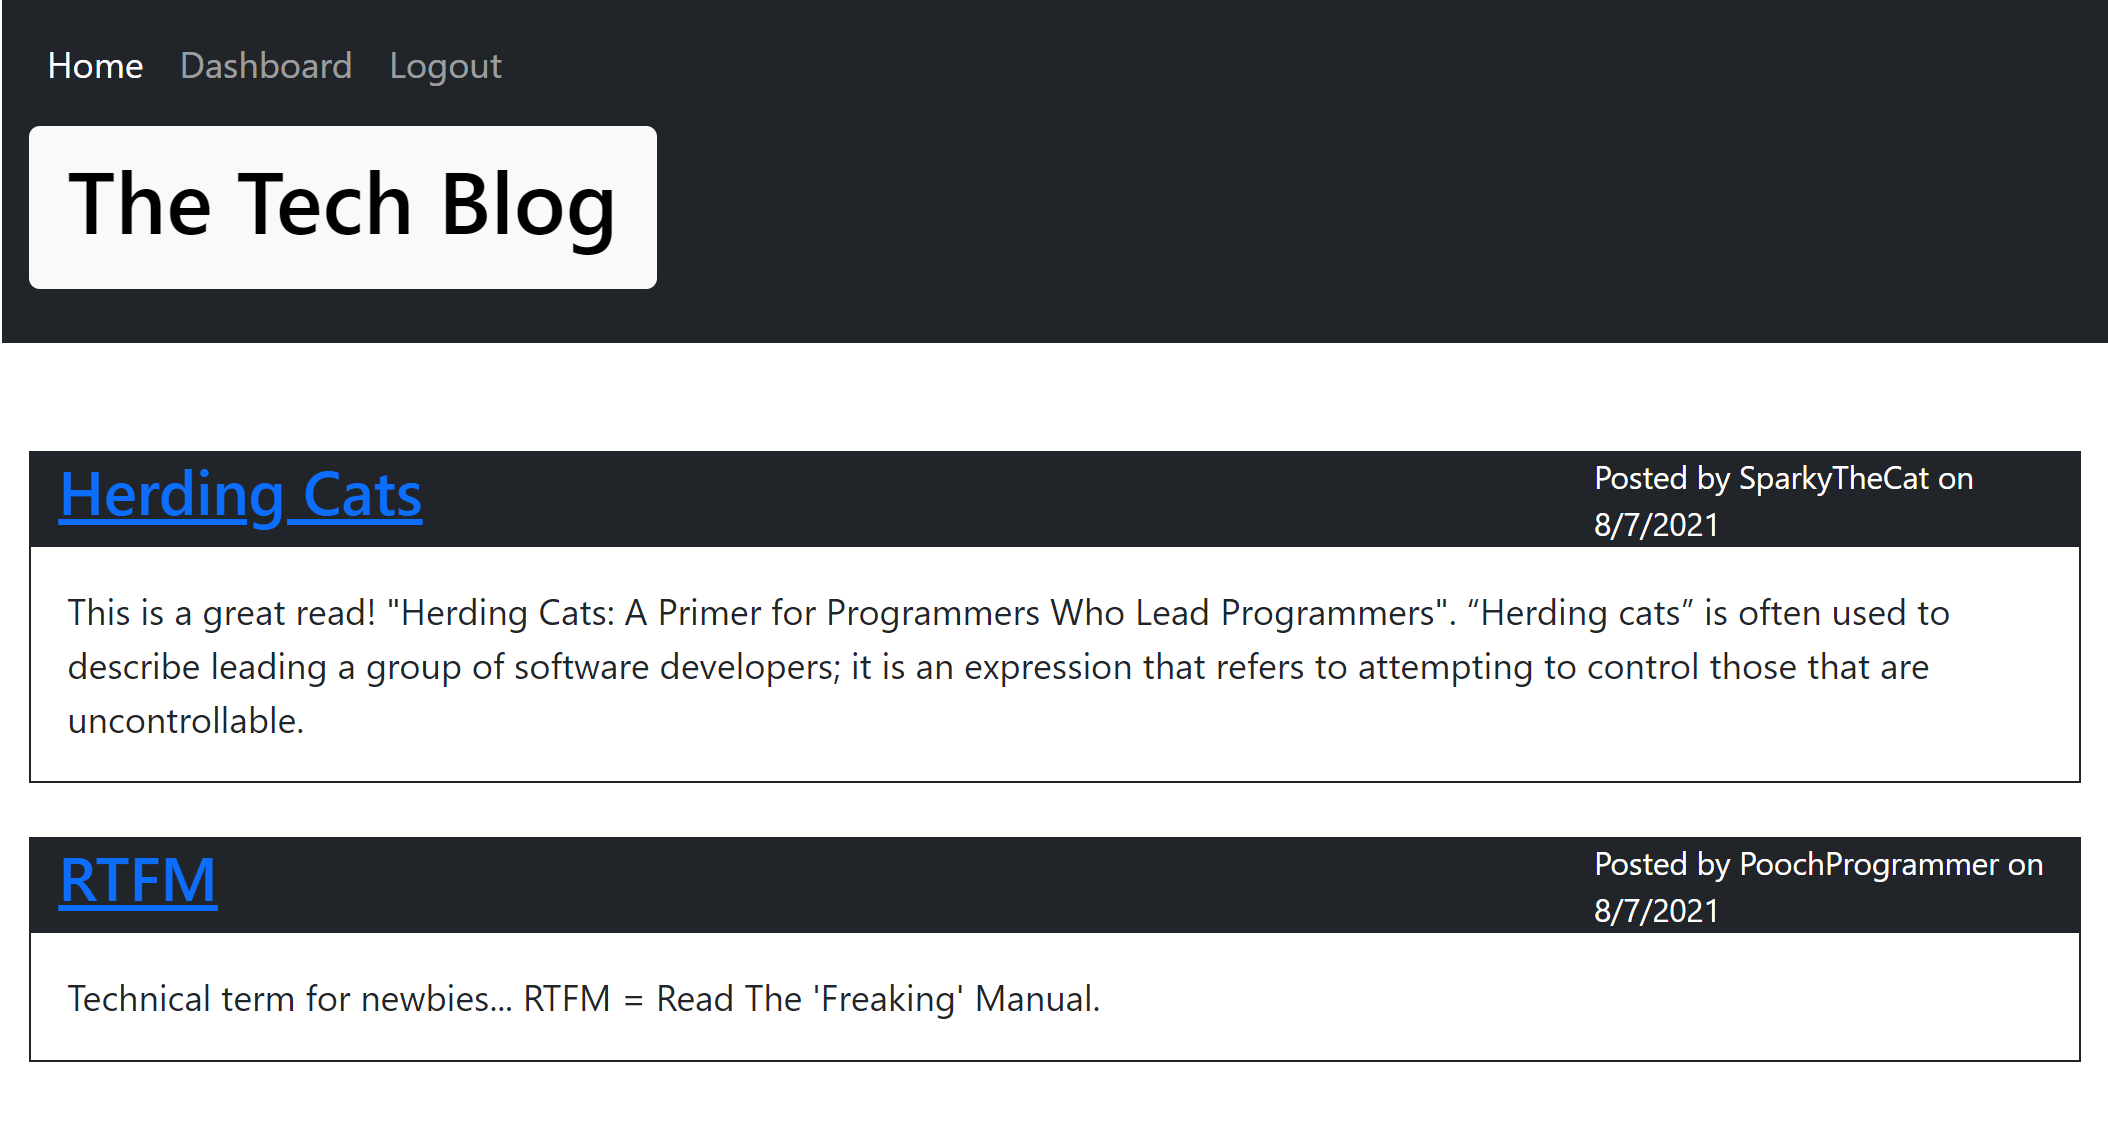 Home Dashboard Logout
The Tech Blog
Herding Cats
Posted by SparkyTheCat on
8/7/2021
This is a great read! "Herding Cats: A Primer for Programmers Who Lead Programmers". “Herding cats” is often used to
describe leading a group of software developers; it is an expression that refers to attempting to control those that are
uncontrollable.
RTFM
Posted by PoochProgrammer on
8/7/2021
Technical term for newbies... RTFM = Read The 'Freaking' Manual.